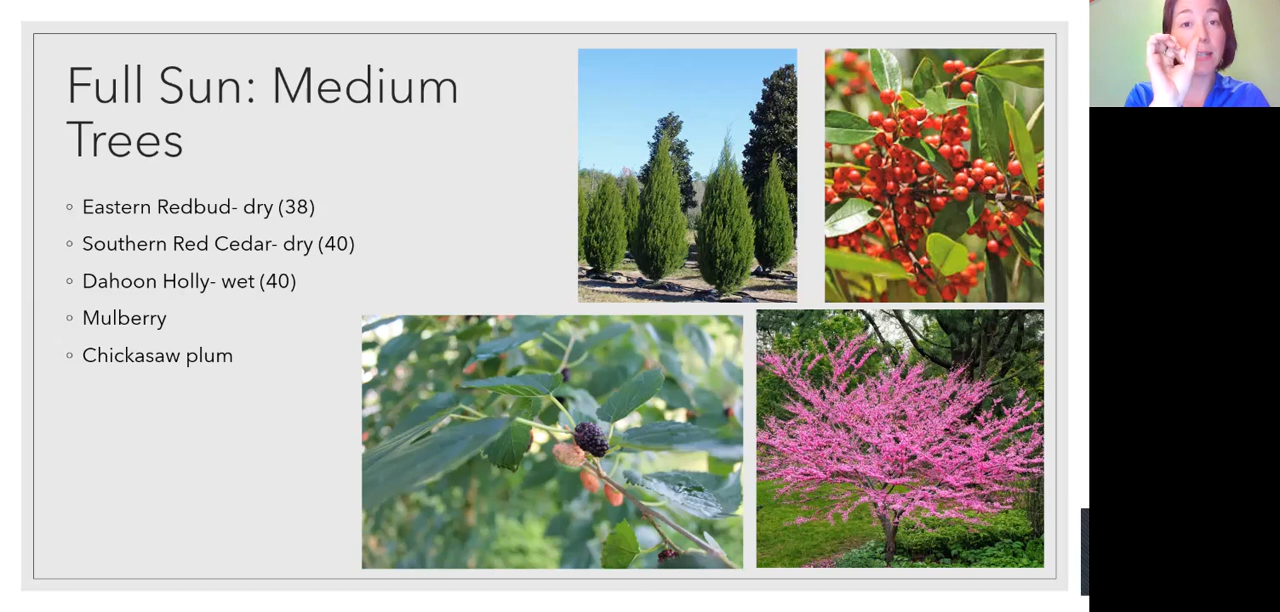 Full Sun: Medium
Trees
Eastern Redbud- dry (38)
Southern Red Cedar- dry (40)
Dahoon Holly- wet (40)
Mulberry
Chickasaw plum